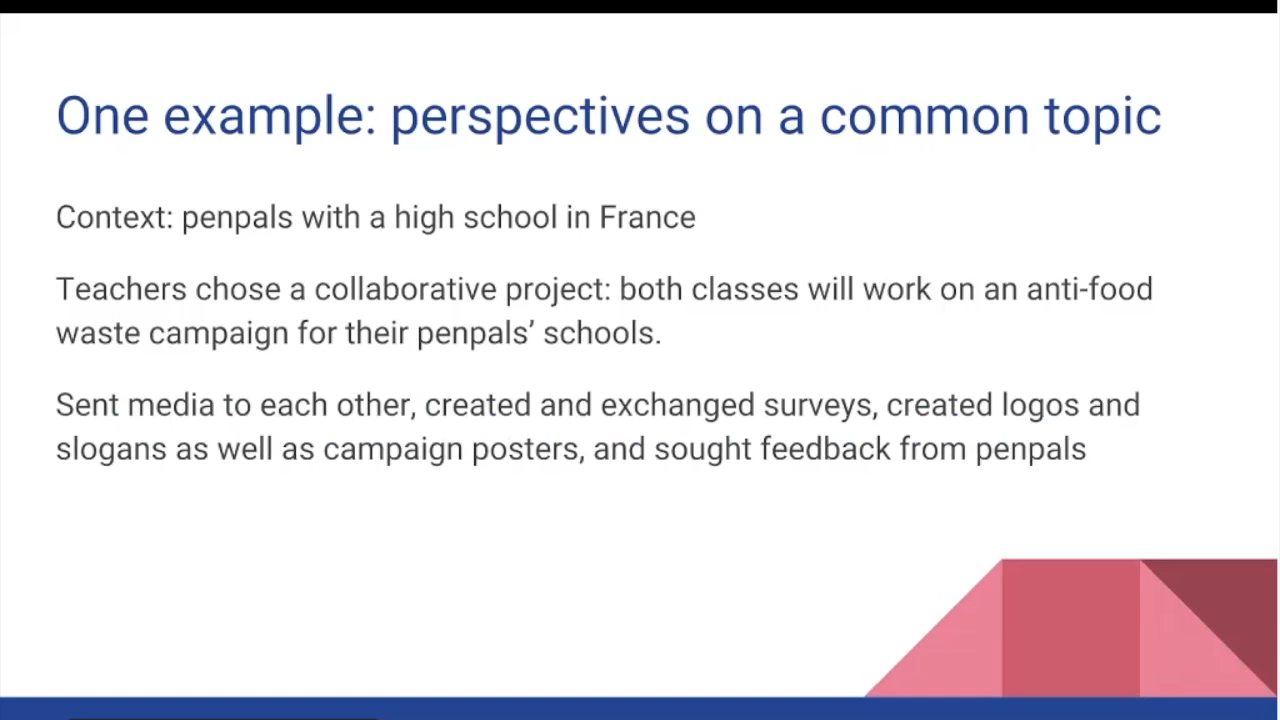 One example: perspectives on a common topic
Context: penpals with a high school in France
Teachers chose a collaborative project: both classes will work on an anti-food
waste campaign for their penpals’ schools.
Sent media to each other, created and exchanged surveys, created logos and
slogans as well as campaign posters, and sought feedback from penpals